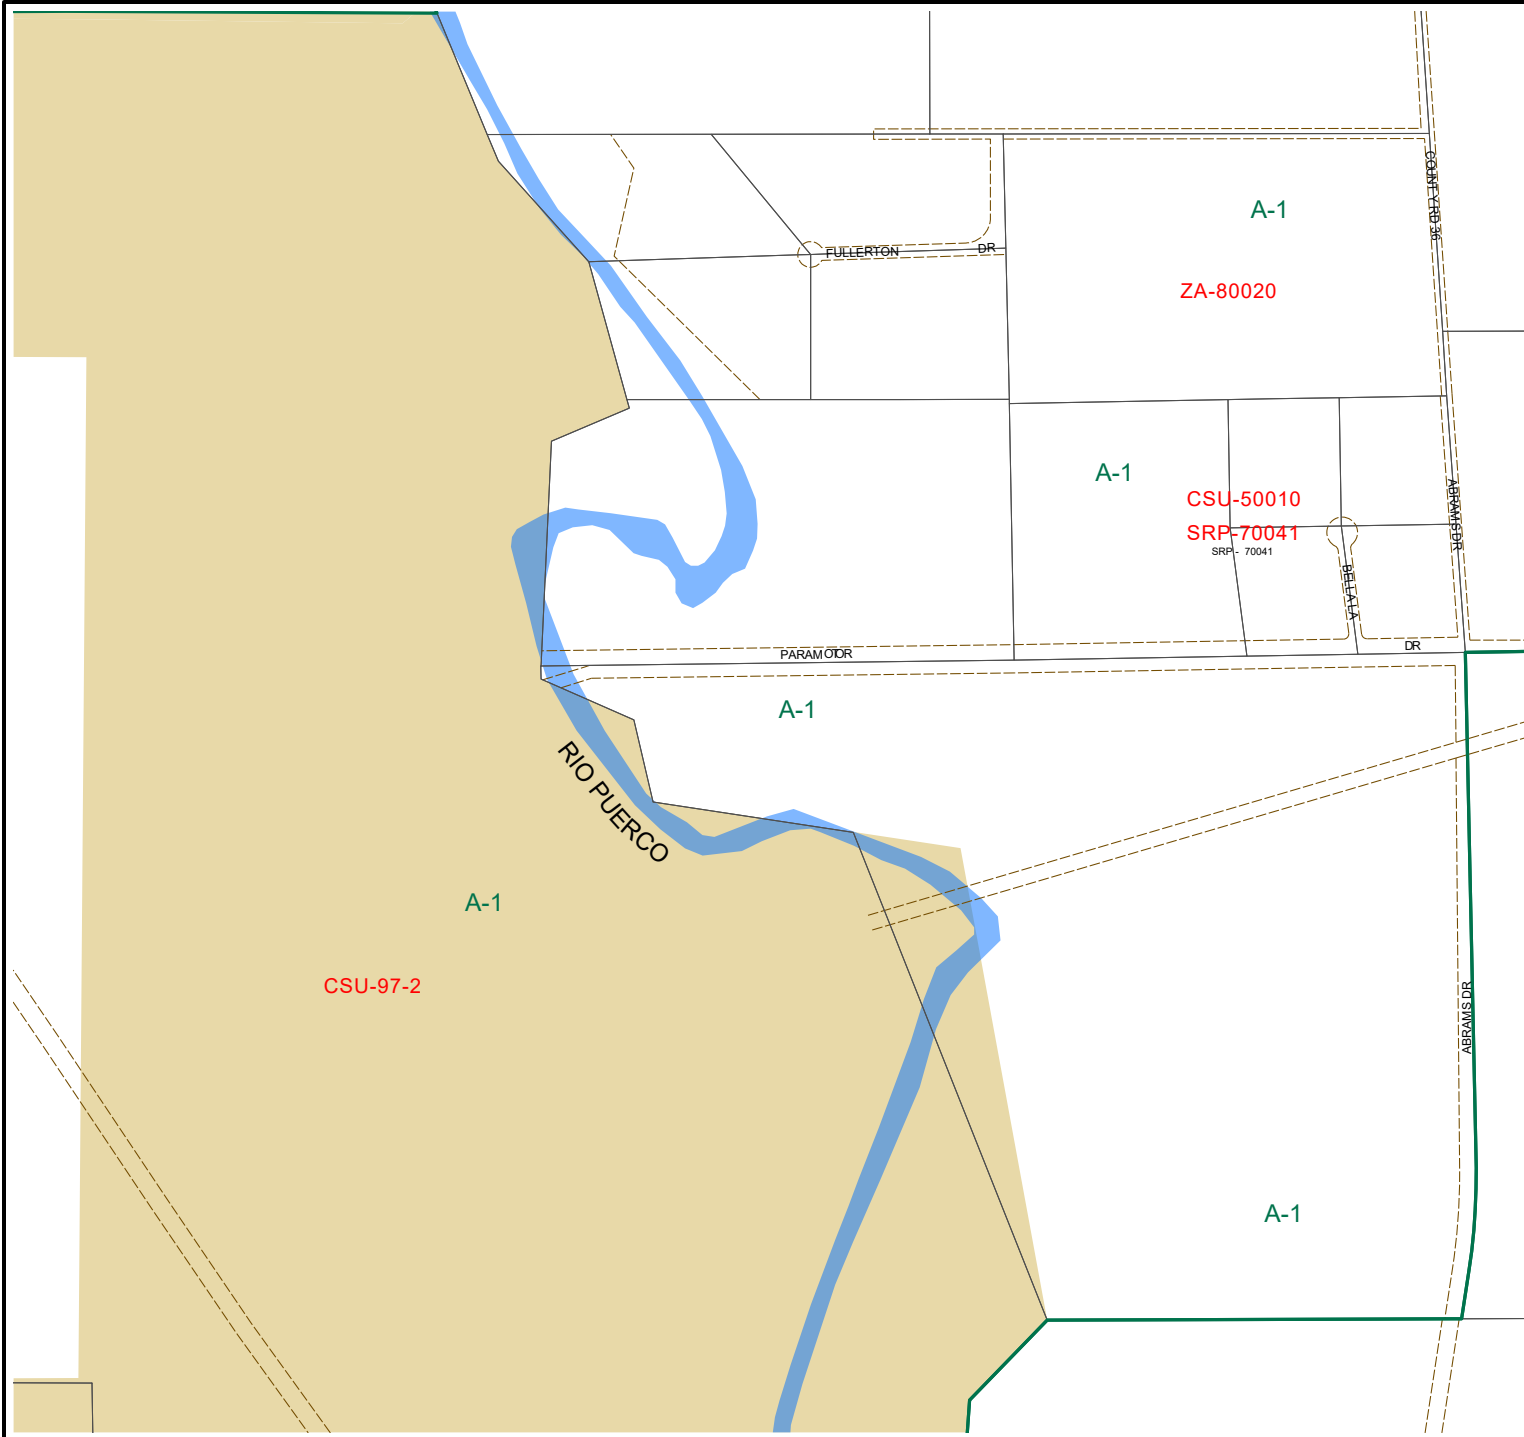 COUNTY RD 36
A-1
FULLERTON DR
ZA-80020
A-1
CSU-50010
SRP-70041
SRP - 70041
ABRAMS DR
BELLA LA
PARAMOTOR DR
A-1
RIO PUERCO
A-1
CSU-97-2
ABRAMS DR
A-1